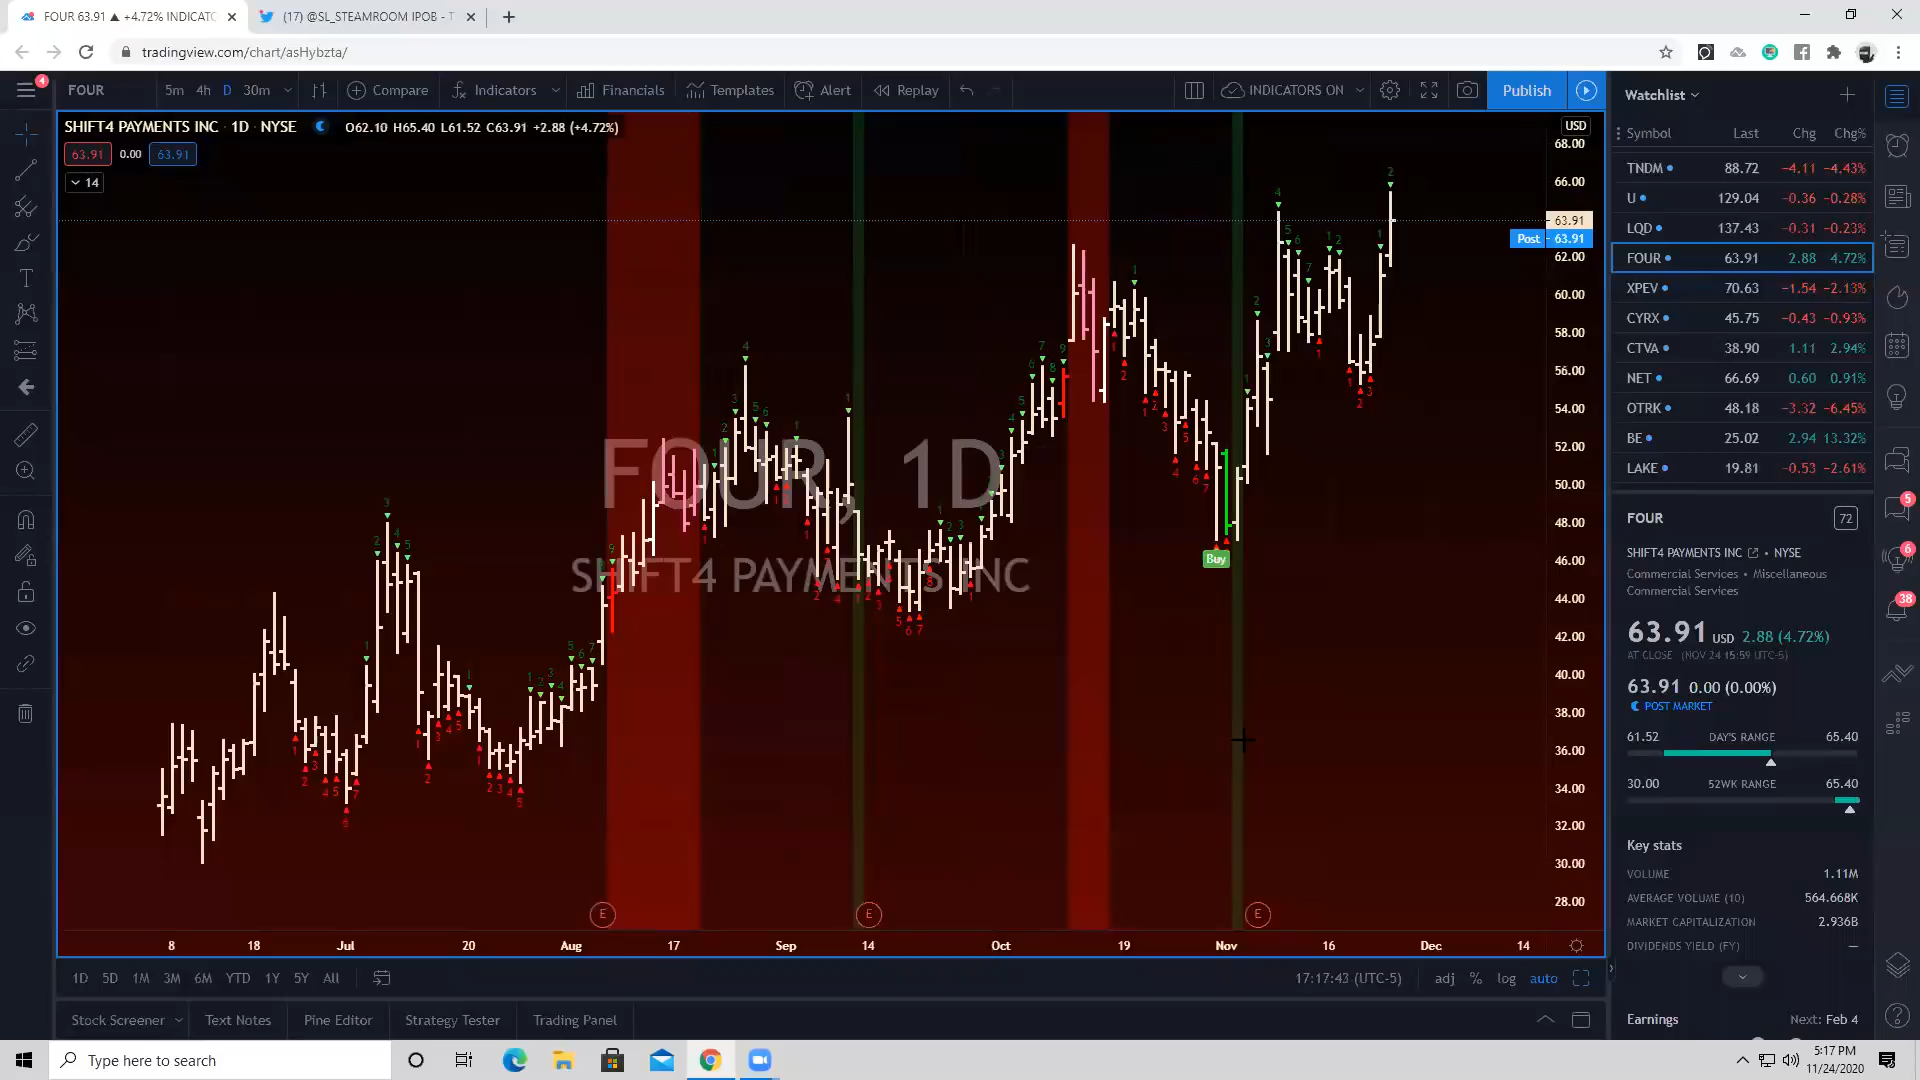 FOUR 63.91 ▲ +4.72% INDICATO
(17) @SL_STEAMROOM IPOB - T
tradingview.com/chart/asHybzta/
4
FOUR 5m 4h D 30m Compare Indicators Financials Templates Alert Replay INDICATORS ON Publish
SHIFT4 PAYMENTS INC 1D NYSE O62.10 H65.40 L61.52 C63.91 +2.88 (+4.72%)
63.91 0.00 63.91
14
USD
68.00
66.00
63.91
Post 63.91
62.00
60.00
58.00
56.00
54.00
52.00
50.00
48.00
46.00
44.00
42.00
40.00
38.00
36.00
34.00
32.00
30.00
28.00
FOUR, 1D
SHIFT4 PAYMENTS INC
Buy
E E E
8 18 Jul 20 Aug 17 Sep 14 Oct 19 Nov 16 Dec 14
1D 5D 1M 3M 6M YTD 1Y 5Y All
17:17:43 (UTC-5) adj % log auto
Stock Screener Text Notes Pine Editor Strategy Tester Trading Panel
Watchlist
Symbol Last Chg Chg%
TNDM 88.72 −4.11 −4.43%
U 129.04 −0.36 −0.28%
LQD 137.43 −0.31 −0.23%
FOUR 63.91 2.88 4.72%
XPEV 70.63 −1.54 −2.13%
CYRX 45.75 −0.43 −0.93%
CTVA 38.90 1.11 2.94%
NET 66.69 0.60 0.91%
OTRK 48.18 −3.32 −6.45%
BE 25.02 2.94 13.32%
LAKE 19.81 −0.53 −2.61%
FOUR 72
SHIFT4 PAYMENTS INC • NYSE
Commercial Services • Miscellaneous
Commercial Services
63.91 USD 2.88 (4.72%)
AT CLOSE (NOV 24 15:59 UTC-5)
63.91 0.00 (0.00%)
POST MARKET
61.52 DAY'S RANGE 65.40
30.00 52WK RANGE 65.40
Key stats
VOLUME 1.11M
AVERAGE VOLUME (10) 564.668K
MARKET CAPITALIZATION 2.936B
DIVIDENDS YIELD (FY) —
Earnings Next: Feb 4
5
6
38
Type here to search
5:17 PM
11/24/2020